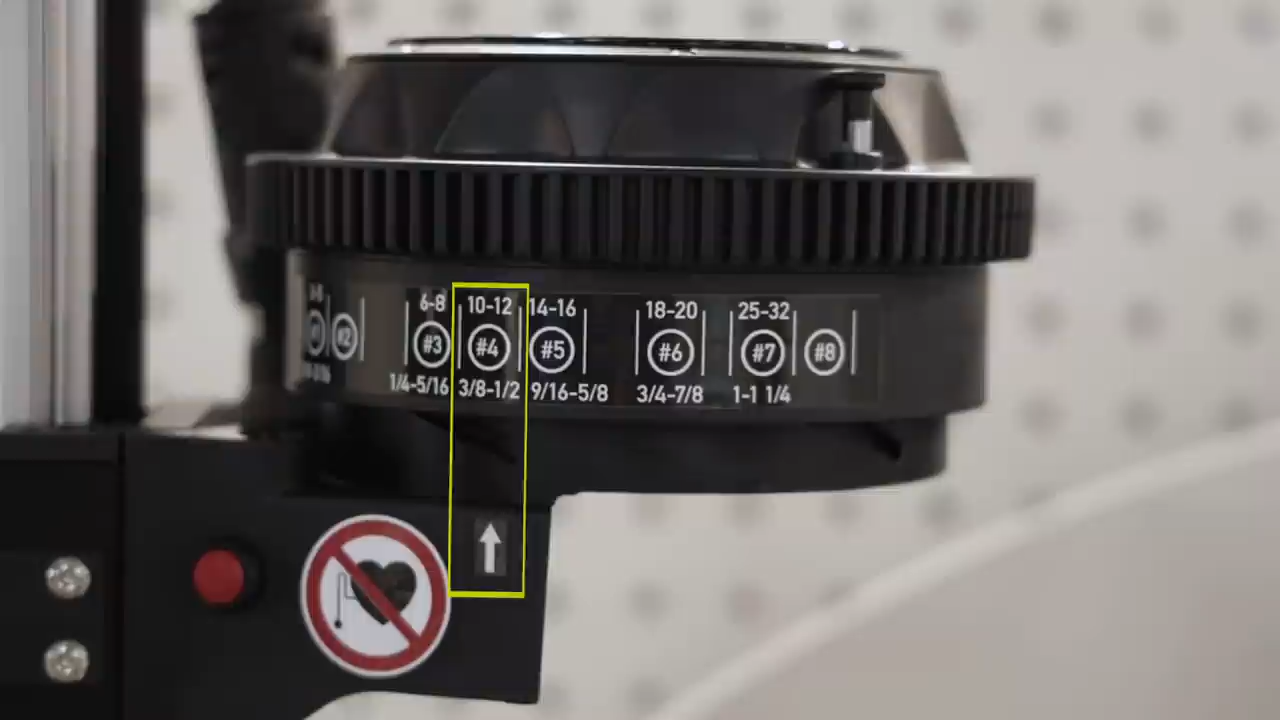 6-8 10-12 14-16 18-20 25-32
#2 #3 #4 #5 #6 #7 #8
1/4-5/16 3/8-1/2 9/16-5/8 3/4-7/8 1-1 1/4